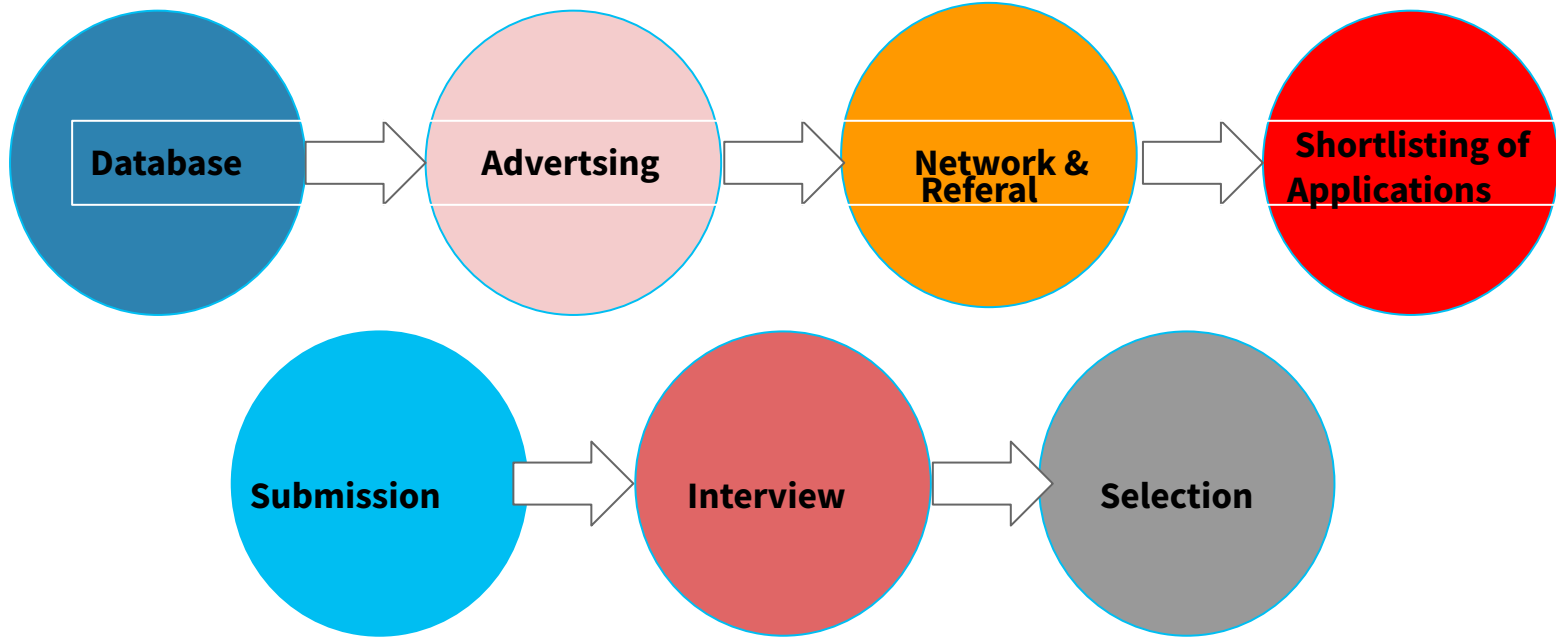 Database
Advertsing
Network &
Referal
Shortlisting of
Applications
Submission
Interview
Selection